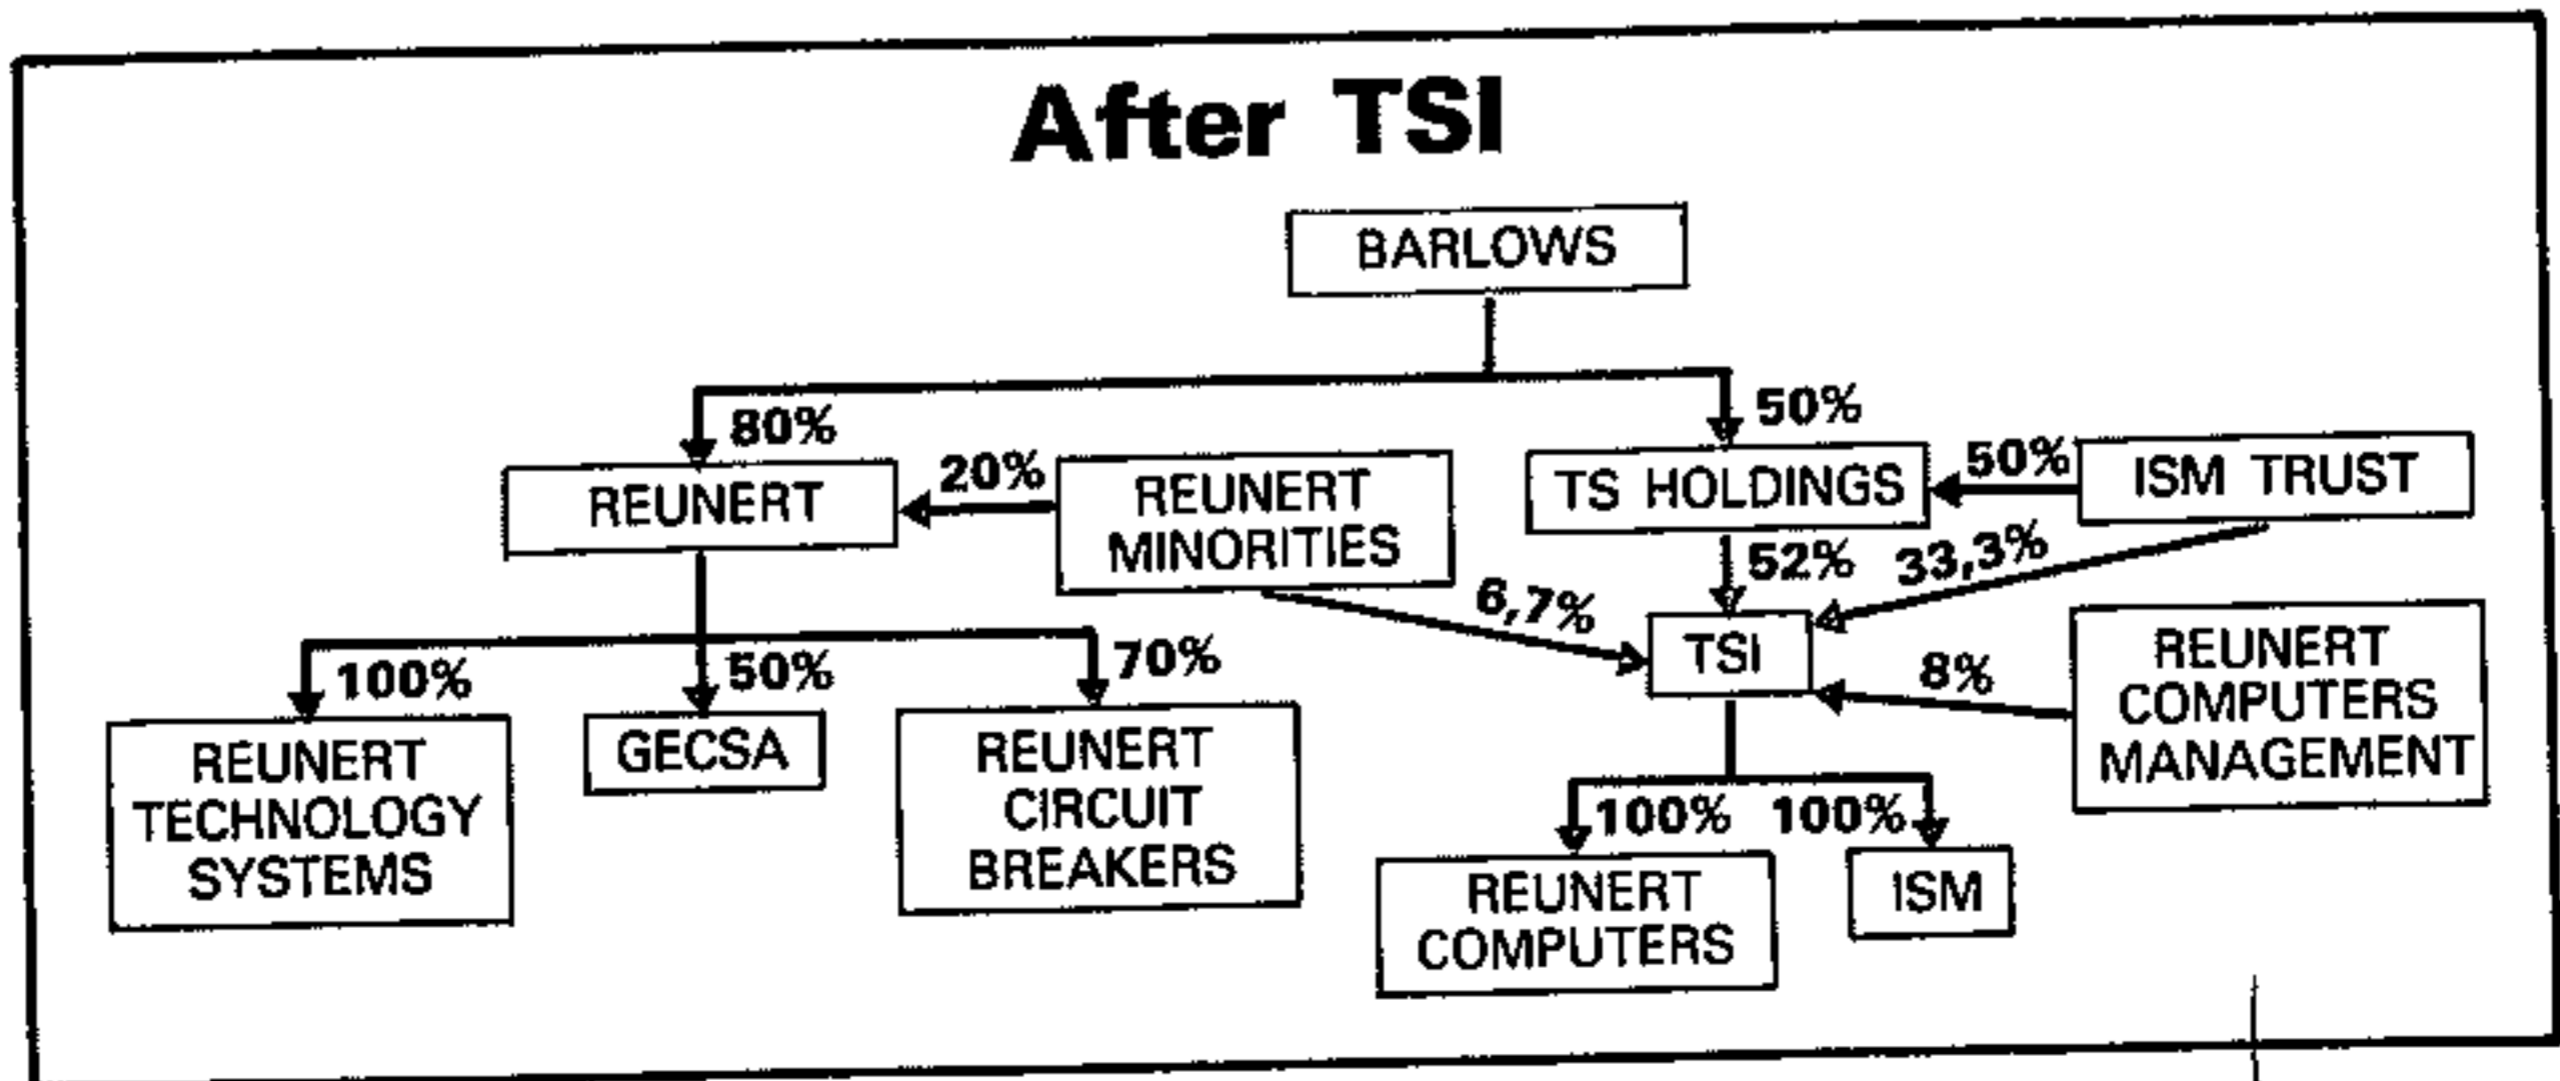 After TSI
BARLOWS
80%
50%
REUNERT
20%
REUNERT
MINORITIES
TS HOLDINGS
50%
ISM TRUST
52%
33,3%
6,7%
TSI
8%
REUNERT
COMPUTERS
MANAGEMENT
100%
50%
70%
REUNERT
TECHNOLOGY
SYSTEMS
GECSA
REUNERT
CIRCUIT
BREAKERS
100%
100%
REUNERT
COMPUTERS
ISM